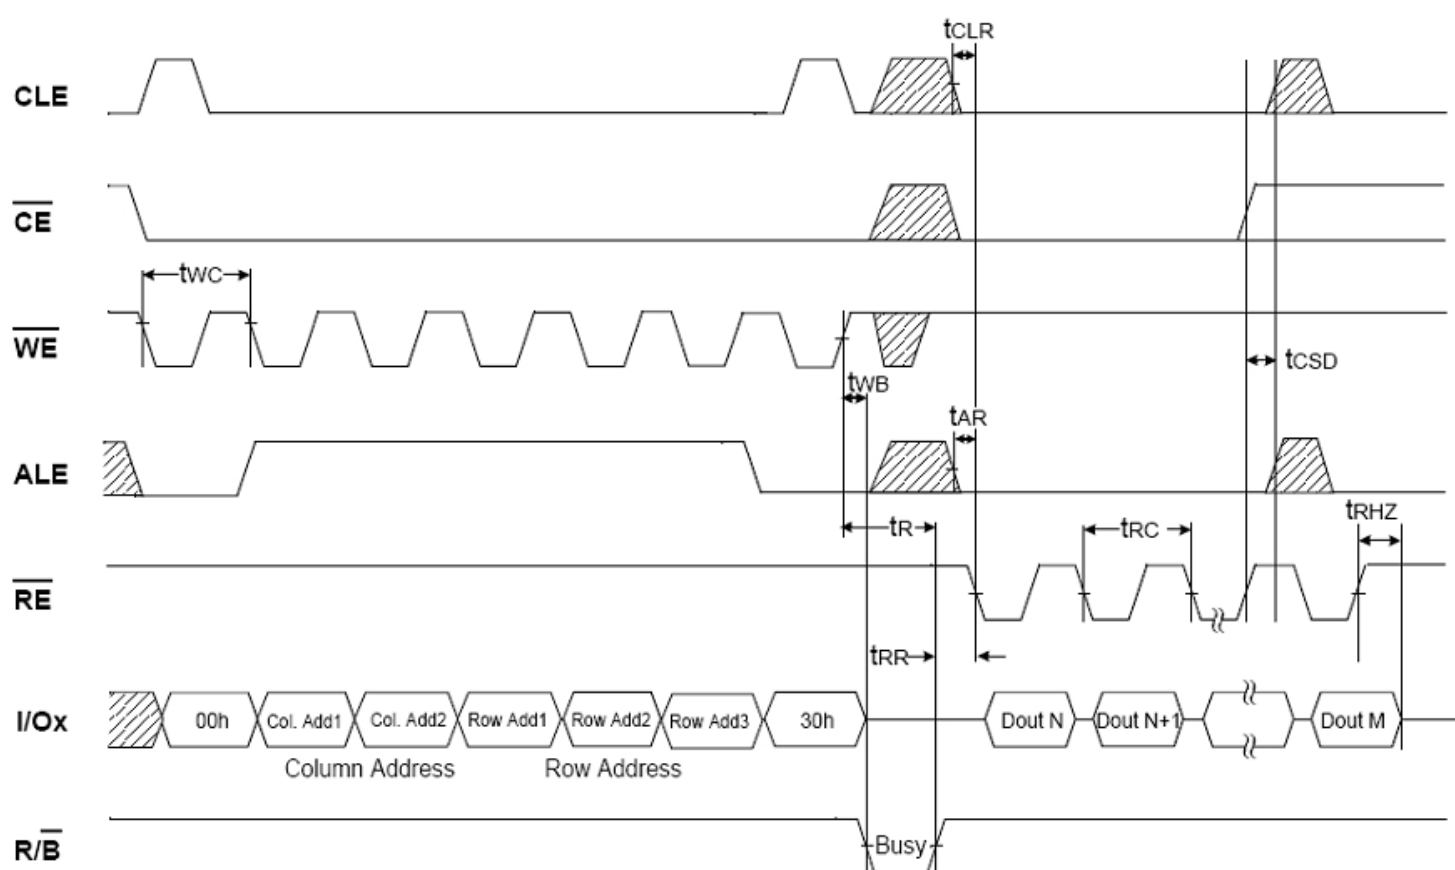 tCLR
CLE
CE
tWC
WE
tCSD
tWB
tAR
ALE
tR
tRC
tRHZ
RE
tRR
I/Ox
00h
Col. Add1
Col. Add2
Row Add1
Row Add2
Row Add3
30h
Dout N
Dout N+1
Dout M
Column Address
Row Address
R/B
Busy